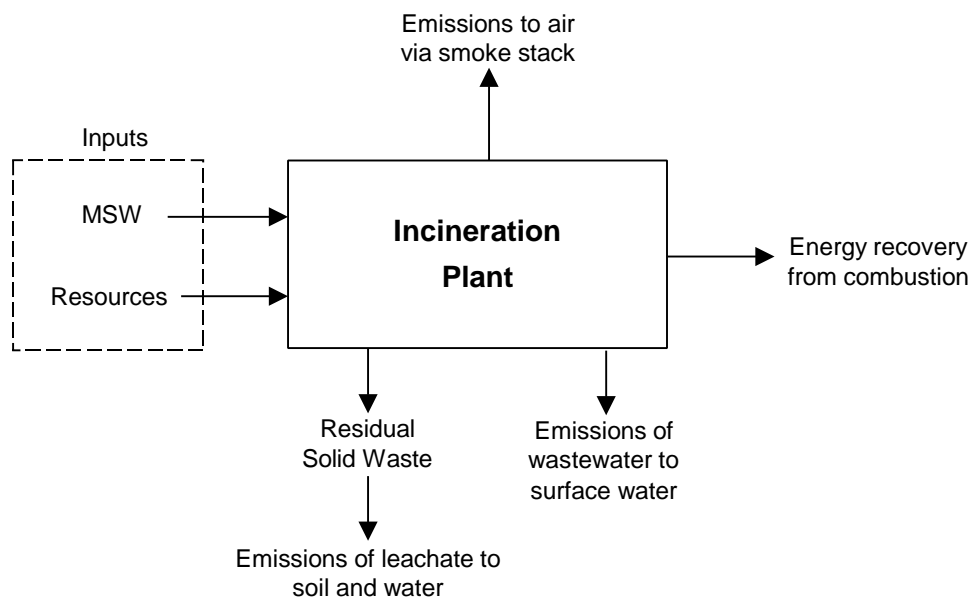 Emissions to air
via smoke stack
Inputs
MSW
Resources
Incineration
Plant
Energy recovery
from combustion
Residual
Solid Waste
Emissions of
wastewater to
surface water
Emissions of leachate to
soil and water